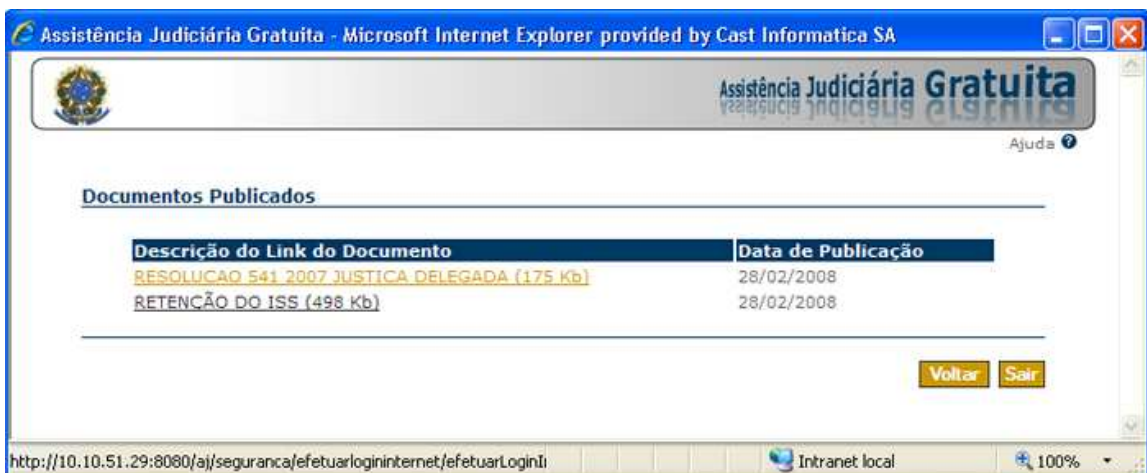 Assistência Judiciária Gratuita - Microsoft Internet Explorer provided by Cast Informatica SA
Assistência Judiciária Gratuita
Ajuda ?
Documentos Publicados
Descrição do Link do Documento Data de Publicação
RESOLUCAO 541 2007 JUSTICA DELEGADA (175 Kb) 28/02/2008
RETENÇÃO DO ISS (498 Kb) 28/02/2008
Voltar Sair
http://10.10.51.29:8080/aj/seguranca/efetuarlogininternet/efetuarLoginI Intranet local 100%